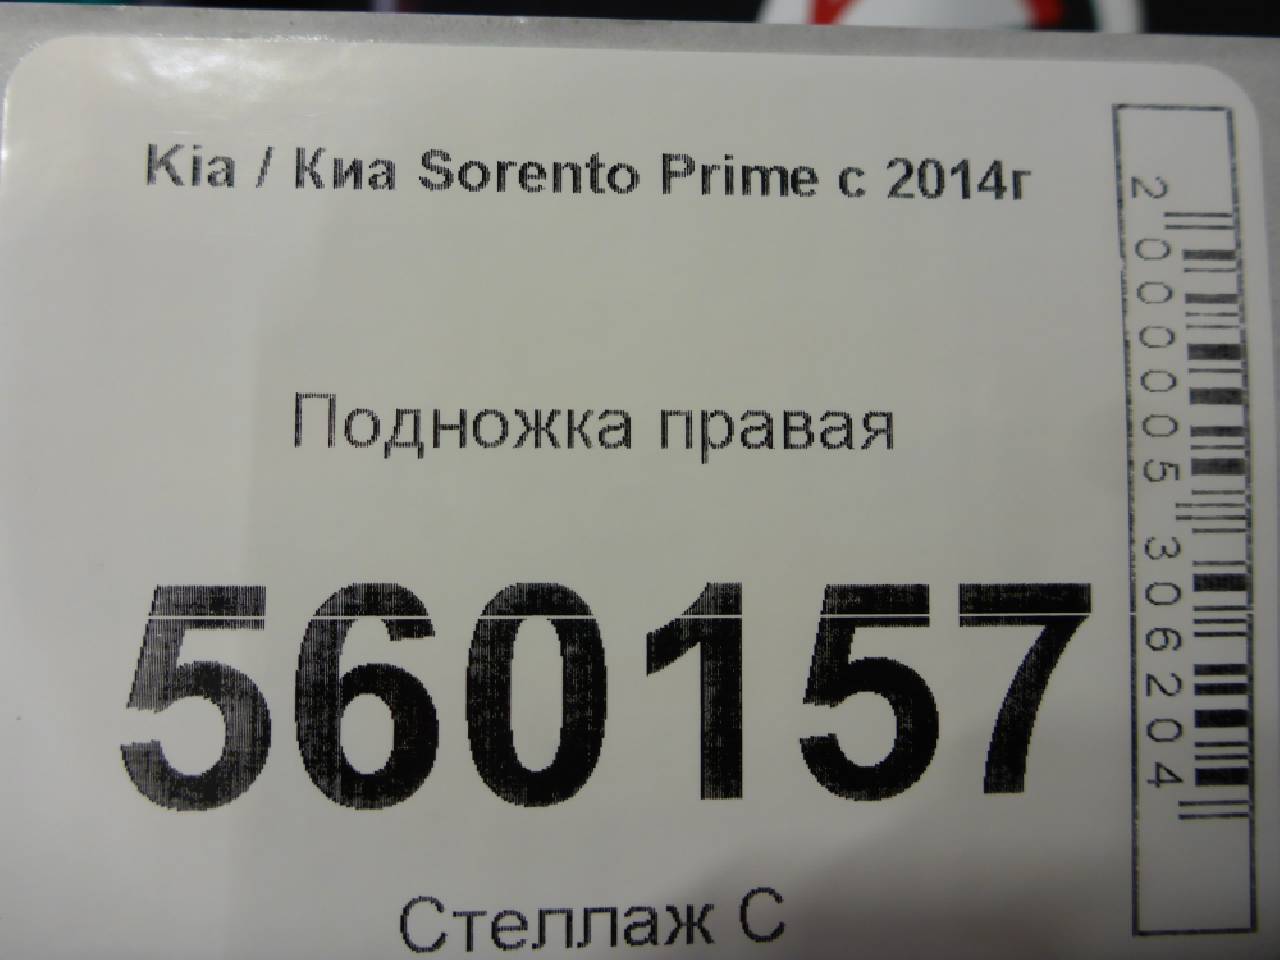 Kia / Киа Sorento Prime с 2014г
Подножка правая
560157
Стеллаж С
2000005306204